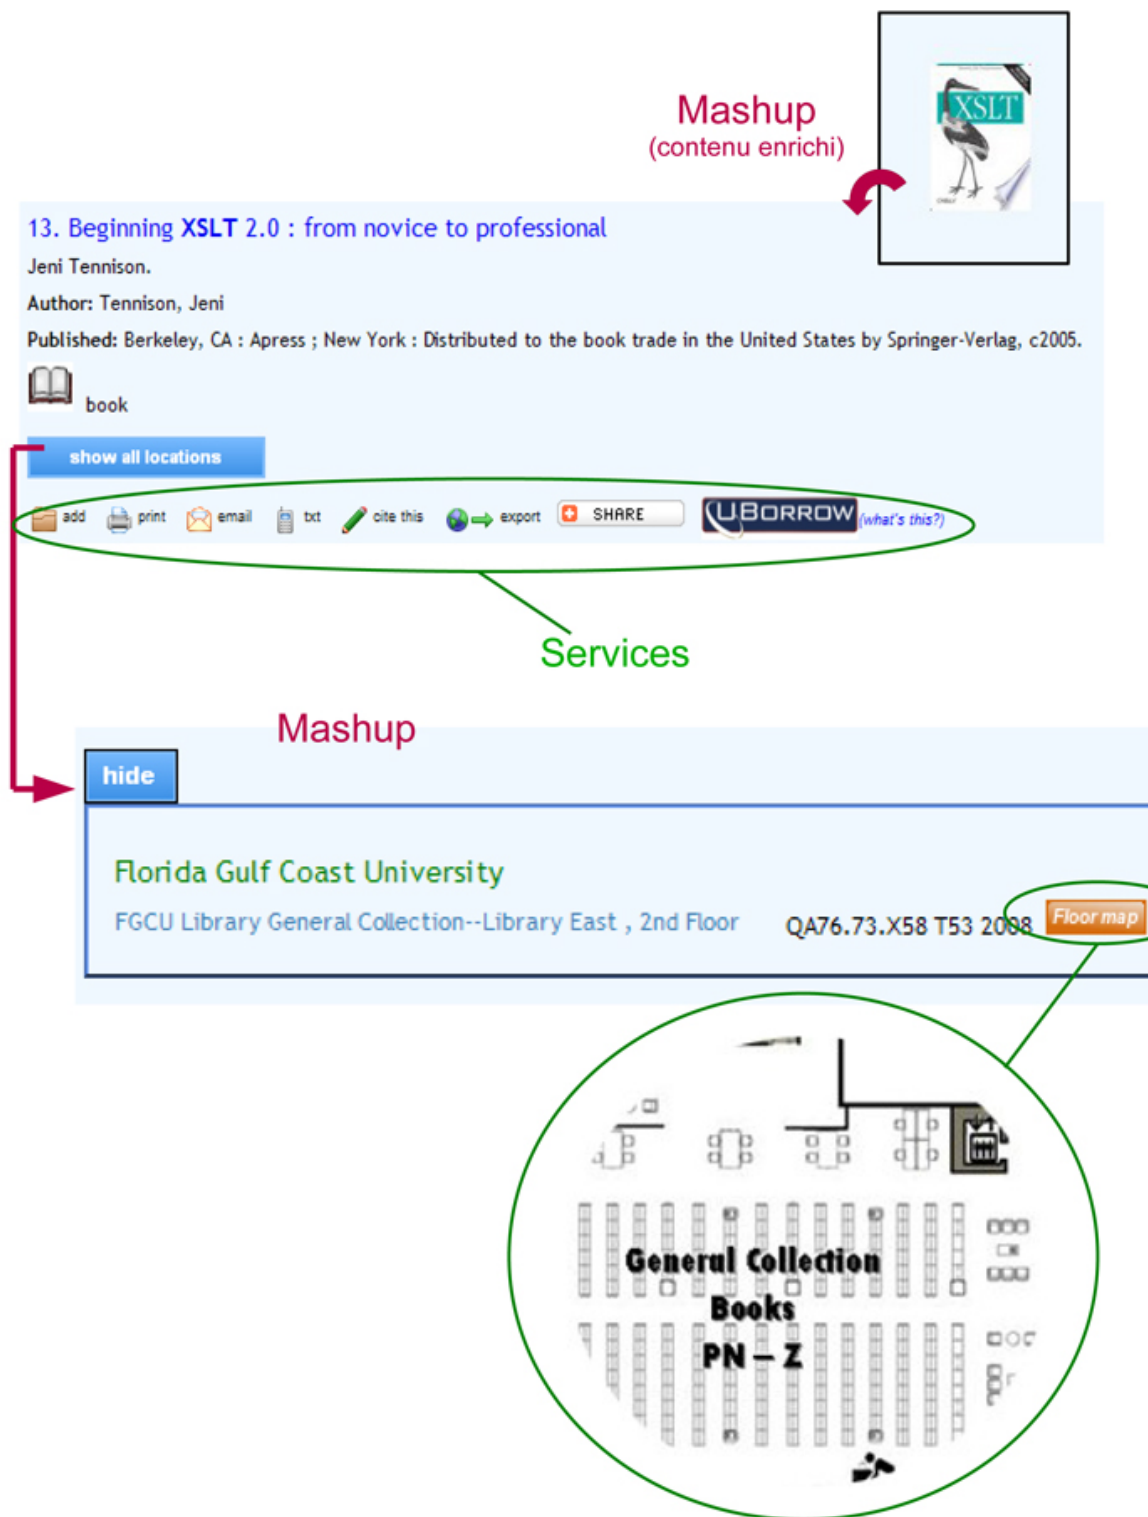 XSLT
Mashup
(contenu enrichi)
13. Beginning XSLT 2.0 : from novice to professional
Jeni Tennison.
Author: Tennison, Jeni
Published: Berkeley, CA : Apress ; New York : Distributed to the book trade in the United States by Springer-Verlag, c2005.
book
show all locations
add print email txt cite this export SHARE UBORROW (what's this?)
Services
Mashup
hide
Florida Gulf Coast University
FGCU Library General Collection--Library East , 2nd Floor QA76.73.X58 T53 2008 Floor map
General Collection
Books
PN – Z